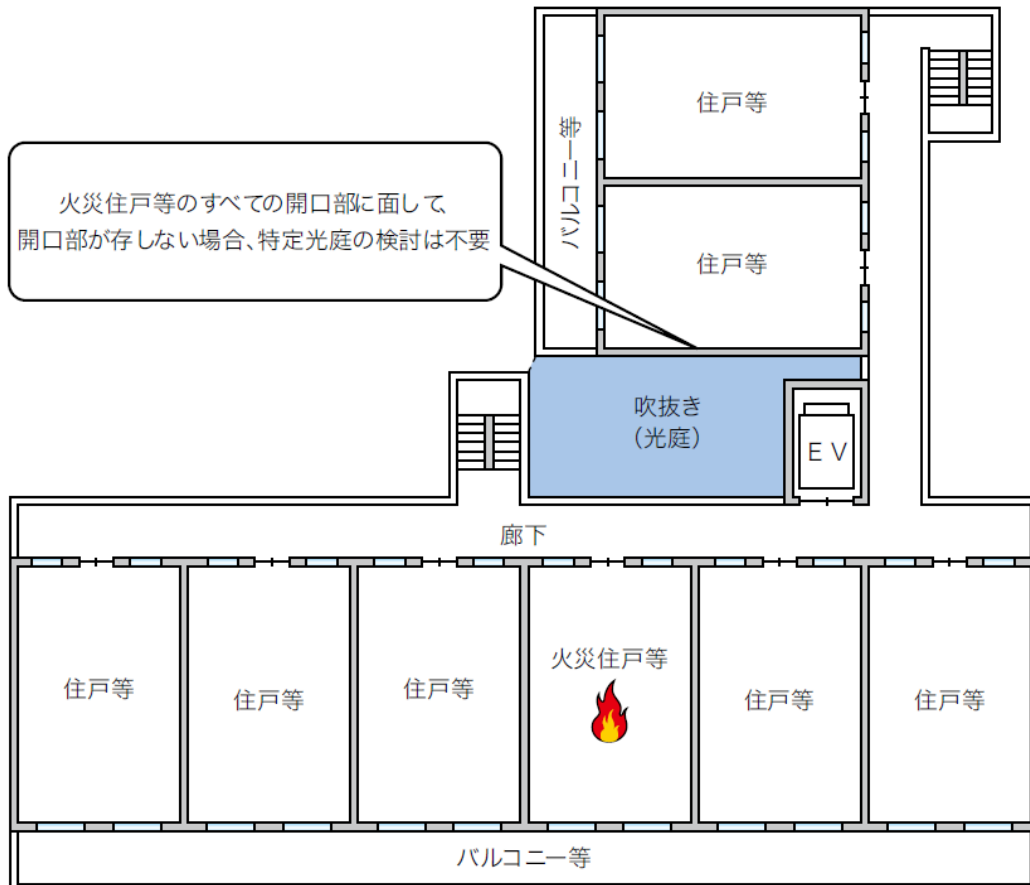 住戸等
バルコニー等
火災住戸等のすべての開口部に面して、
開口部が存しない場合、特定光庭の検討は不要
住戸等
吹抜き
（光庭）
ＥＶ
廊下
火災住戸等
住戸等
住戸等
住戸等
住戸等
住戸等
バルコニー等